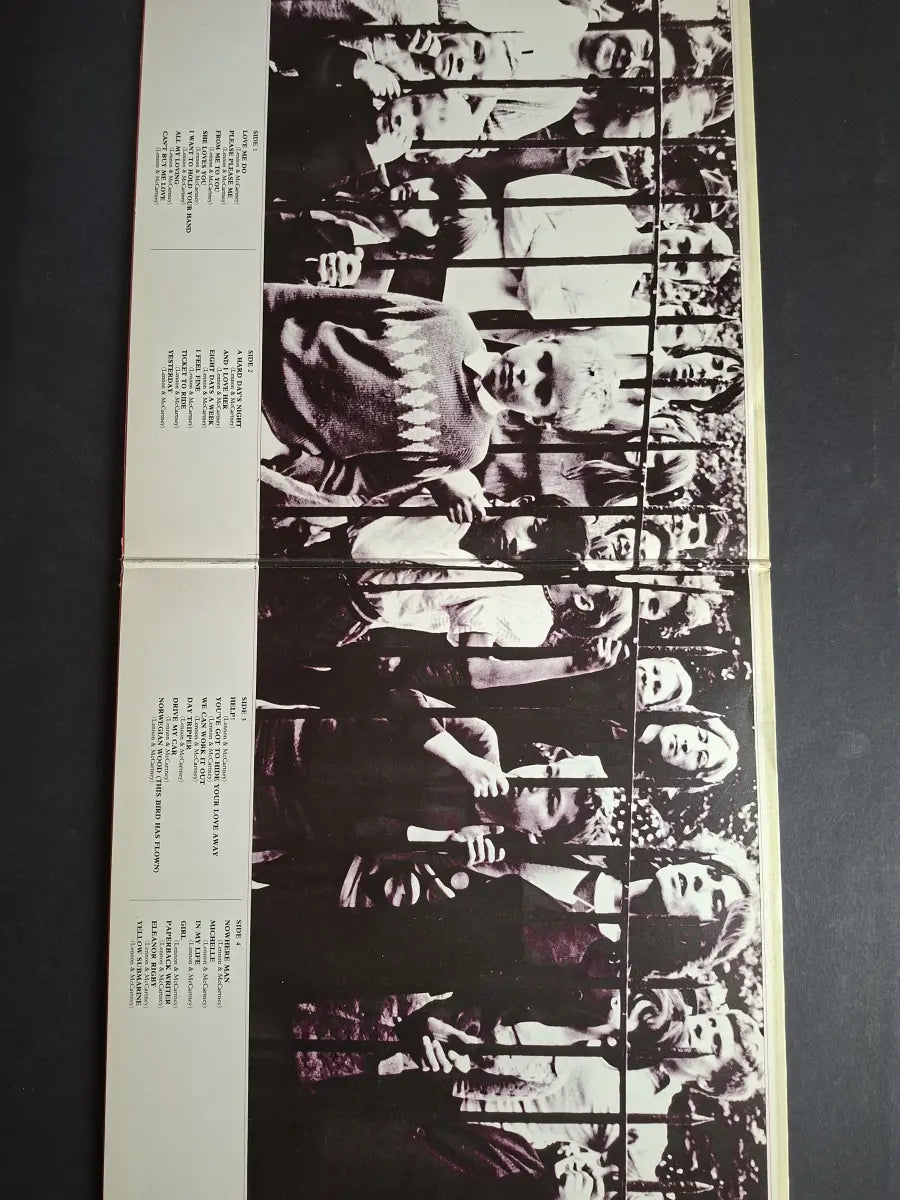 SIDE 1
LOVE ME DO
(Lennon & McCartney)
PLEASE PLEASE ME
(Lennon & McCartney)
FROM ME TO YOU
(Lennon & McCartney)
SHE LOVES YOU
(Lennon & McCartney)
I WANT TO HOLD YOUR HAND
(Lennon & McCartney)
ALL MY LOVING
(Lennon & McCartney)
CAN'T BUY ME LOVE
(Lennon & McCartney)
SIDE 2
A HARD DAY'S NIGHT
(Lennon & McCartney)
AND I LOVE HER
(Lennon & McCartney)
EIGHT DAYS A WEEK
(Lennon & McCartney)
I FEEL FINE
(Lennon & McCartney)
TICKET TO RIDE
(Lennon & McCartney)
YESTERDAY
(Lennon & McCartney)
SIDE 3
HELP!
(Lennon & McCartney)
YOU'VE GOT TO HIDE YOUR LOVE AWAY
(Lennon & McCartney)
WE CAN WORK IT OUT
(Lennon & McCartney)
DAY TRIPPER
(Lennon & McCartney)
DRIVE MY CAR
(Lennon & McCartney)
NORWEGIAN WOOD (THIS BIRD HAS FLOWN)
(Lennon & McCartney)
SIDE 4
NOWHERE MAN
(Lennon & McCartney)
MICHELLE
(Lennon & McCartney)
IN MY LIFE
(Lennon & McCartney)
GIRL
(Lennon & McCartney)
PAPERBACK WRITER
(Lennon & McCartney)
ELEANOR RIGBY
(Lennon & McCartney)
YELLOW SUBMARINE
(Lennon & McCartney)